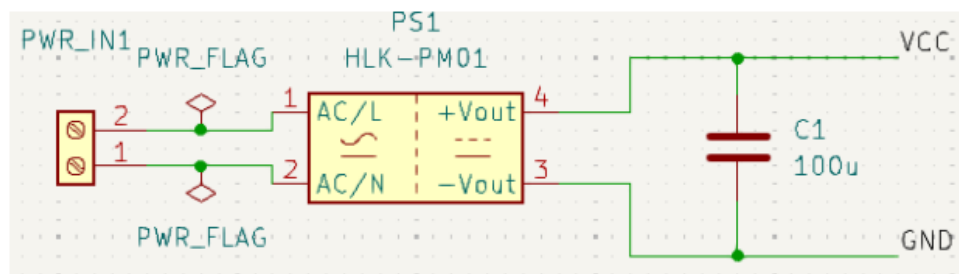 PS1
PWR_IN1
PWR_FLAG
HLK-PM01
VCC
2
1
1
2
AC/L
AC/N
+Vout
-Vout
4
3
C1
100u
PWR_FLAG
GND